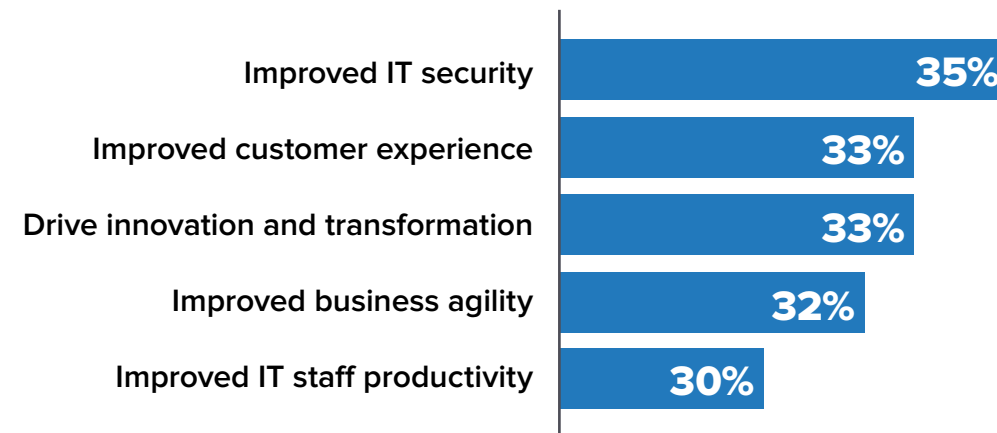 Improved IT security 35%
Improved customer experience 33%
Drive innovation and transformation 33%
Improved business agility 32%
Improved IT staff productivity 30%